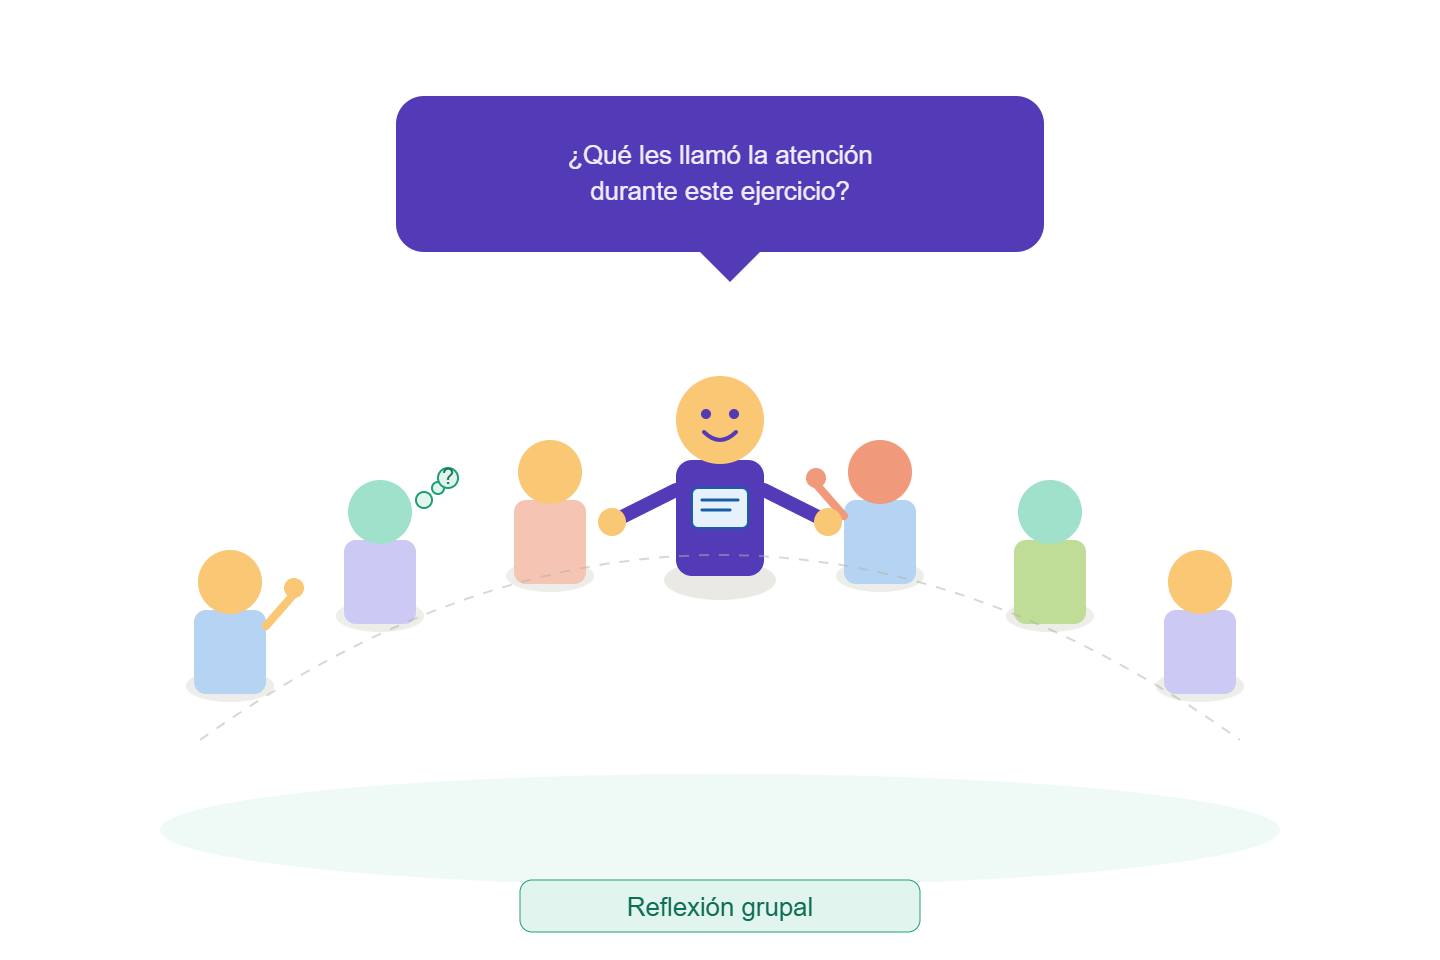 ¿Qué les llamó la atención
durante este ejercicio?
?
Reflexión grupal